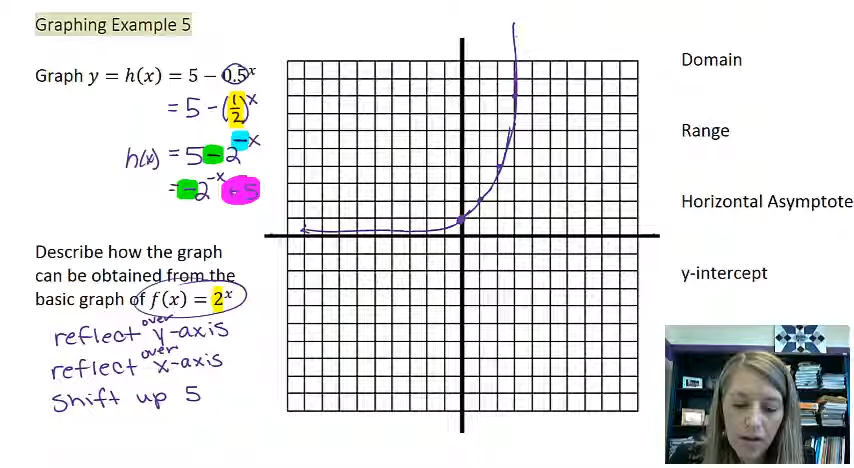 Graphing Example 5
Graph y = h(x) = 5 − 0.5ˣ
= 5 − (1/2)ˣ
h(x) = 5 − 2⁻ˣ
= −2⁻ˣ + 5
Describe how the graph
can be obtained from the
basic graph of f(x) = 2ˣ
reflect over y-axis
reflect over x-axis
shift up 5
Domain
Range
Horizontal Asymptote
y-intercept